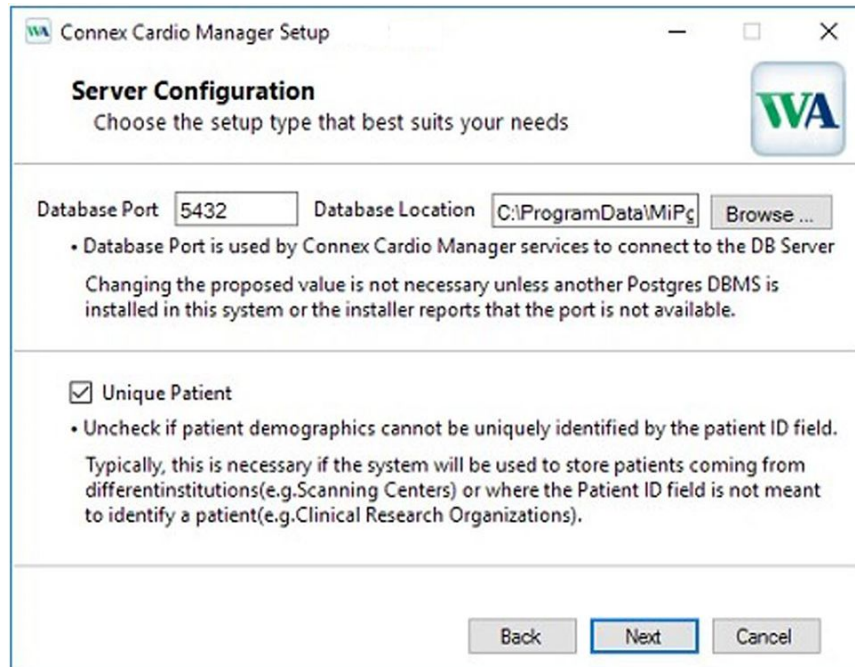 WA Connex Cardio Manager Setup
Server Configuration
Choose the setup type that best suits your needs
WA
Database Port 5432 Database Location C:\ProgramData\MiPg Browse ...
• Database Port is used by Connex Cardio Manager services to connect to the DB Server
Changing the proposed value is not necessary unless another Postgres DBMS is
installed in this system or the installer reports that the port is not available.
Unique Patient
• Uncheck if patient demographics cannot be uniquely identified by the patient ID field.
Typically, this is necessary if the system will be used to store patients coming from
differentinstitutions(e.g.Scanning Centers) or where the Patient ID field is not meant
to identify a patient(e.g.Clinical Research Organizations).
Back Next Cancel